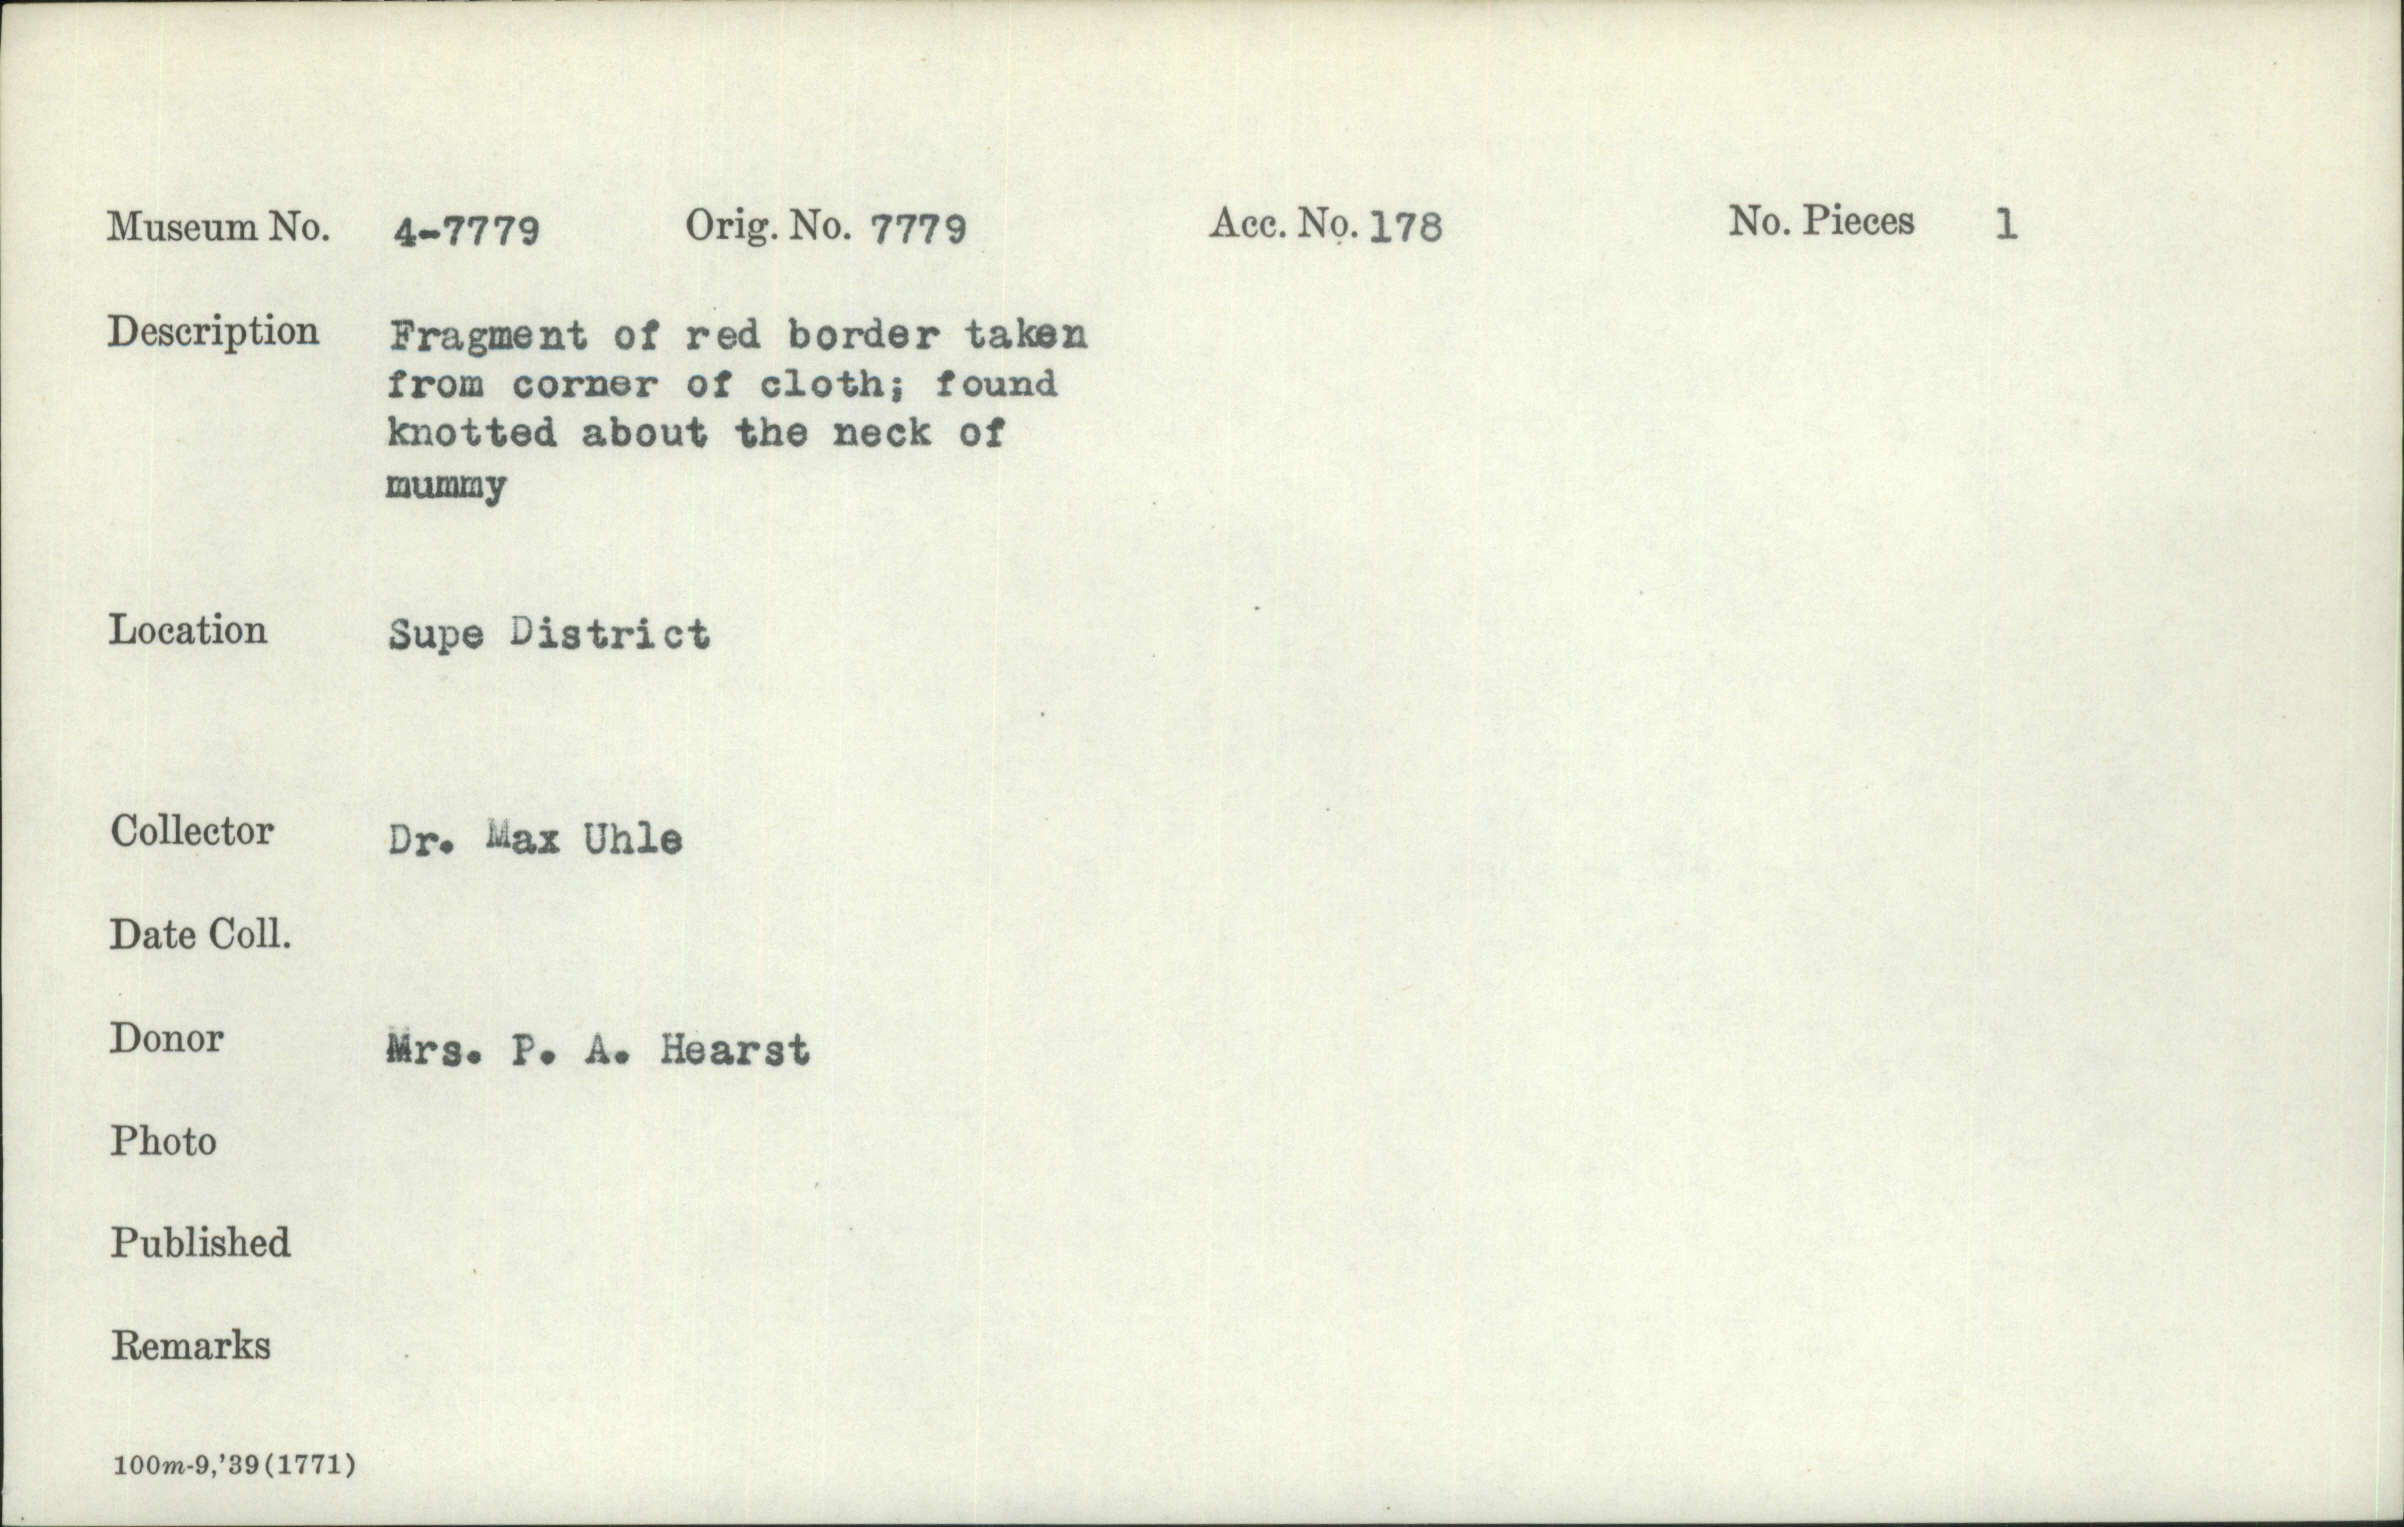 Museum No. 4-7779 Orig. No. 7779 Acc. No. 178 No. Pieces 1
Description Fragment of red border taken
from corner of cloth; found
knotted about the neck of
mummy
Location Supe District
Collector Dr. Max Uhle
Date Coll.
Donor Mrs. P. A. Hearst
Photo
Published
Remarks
100m-9,'39(1771)